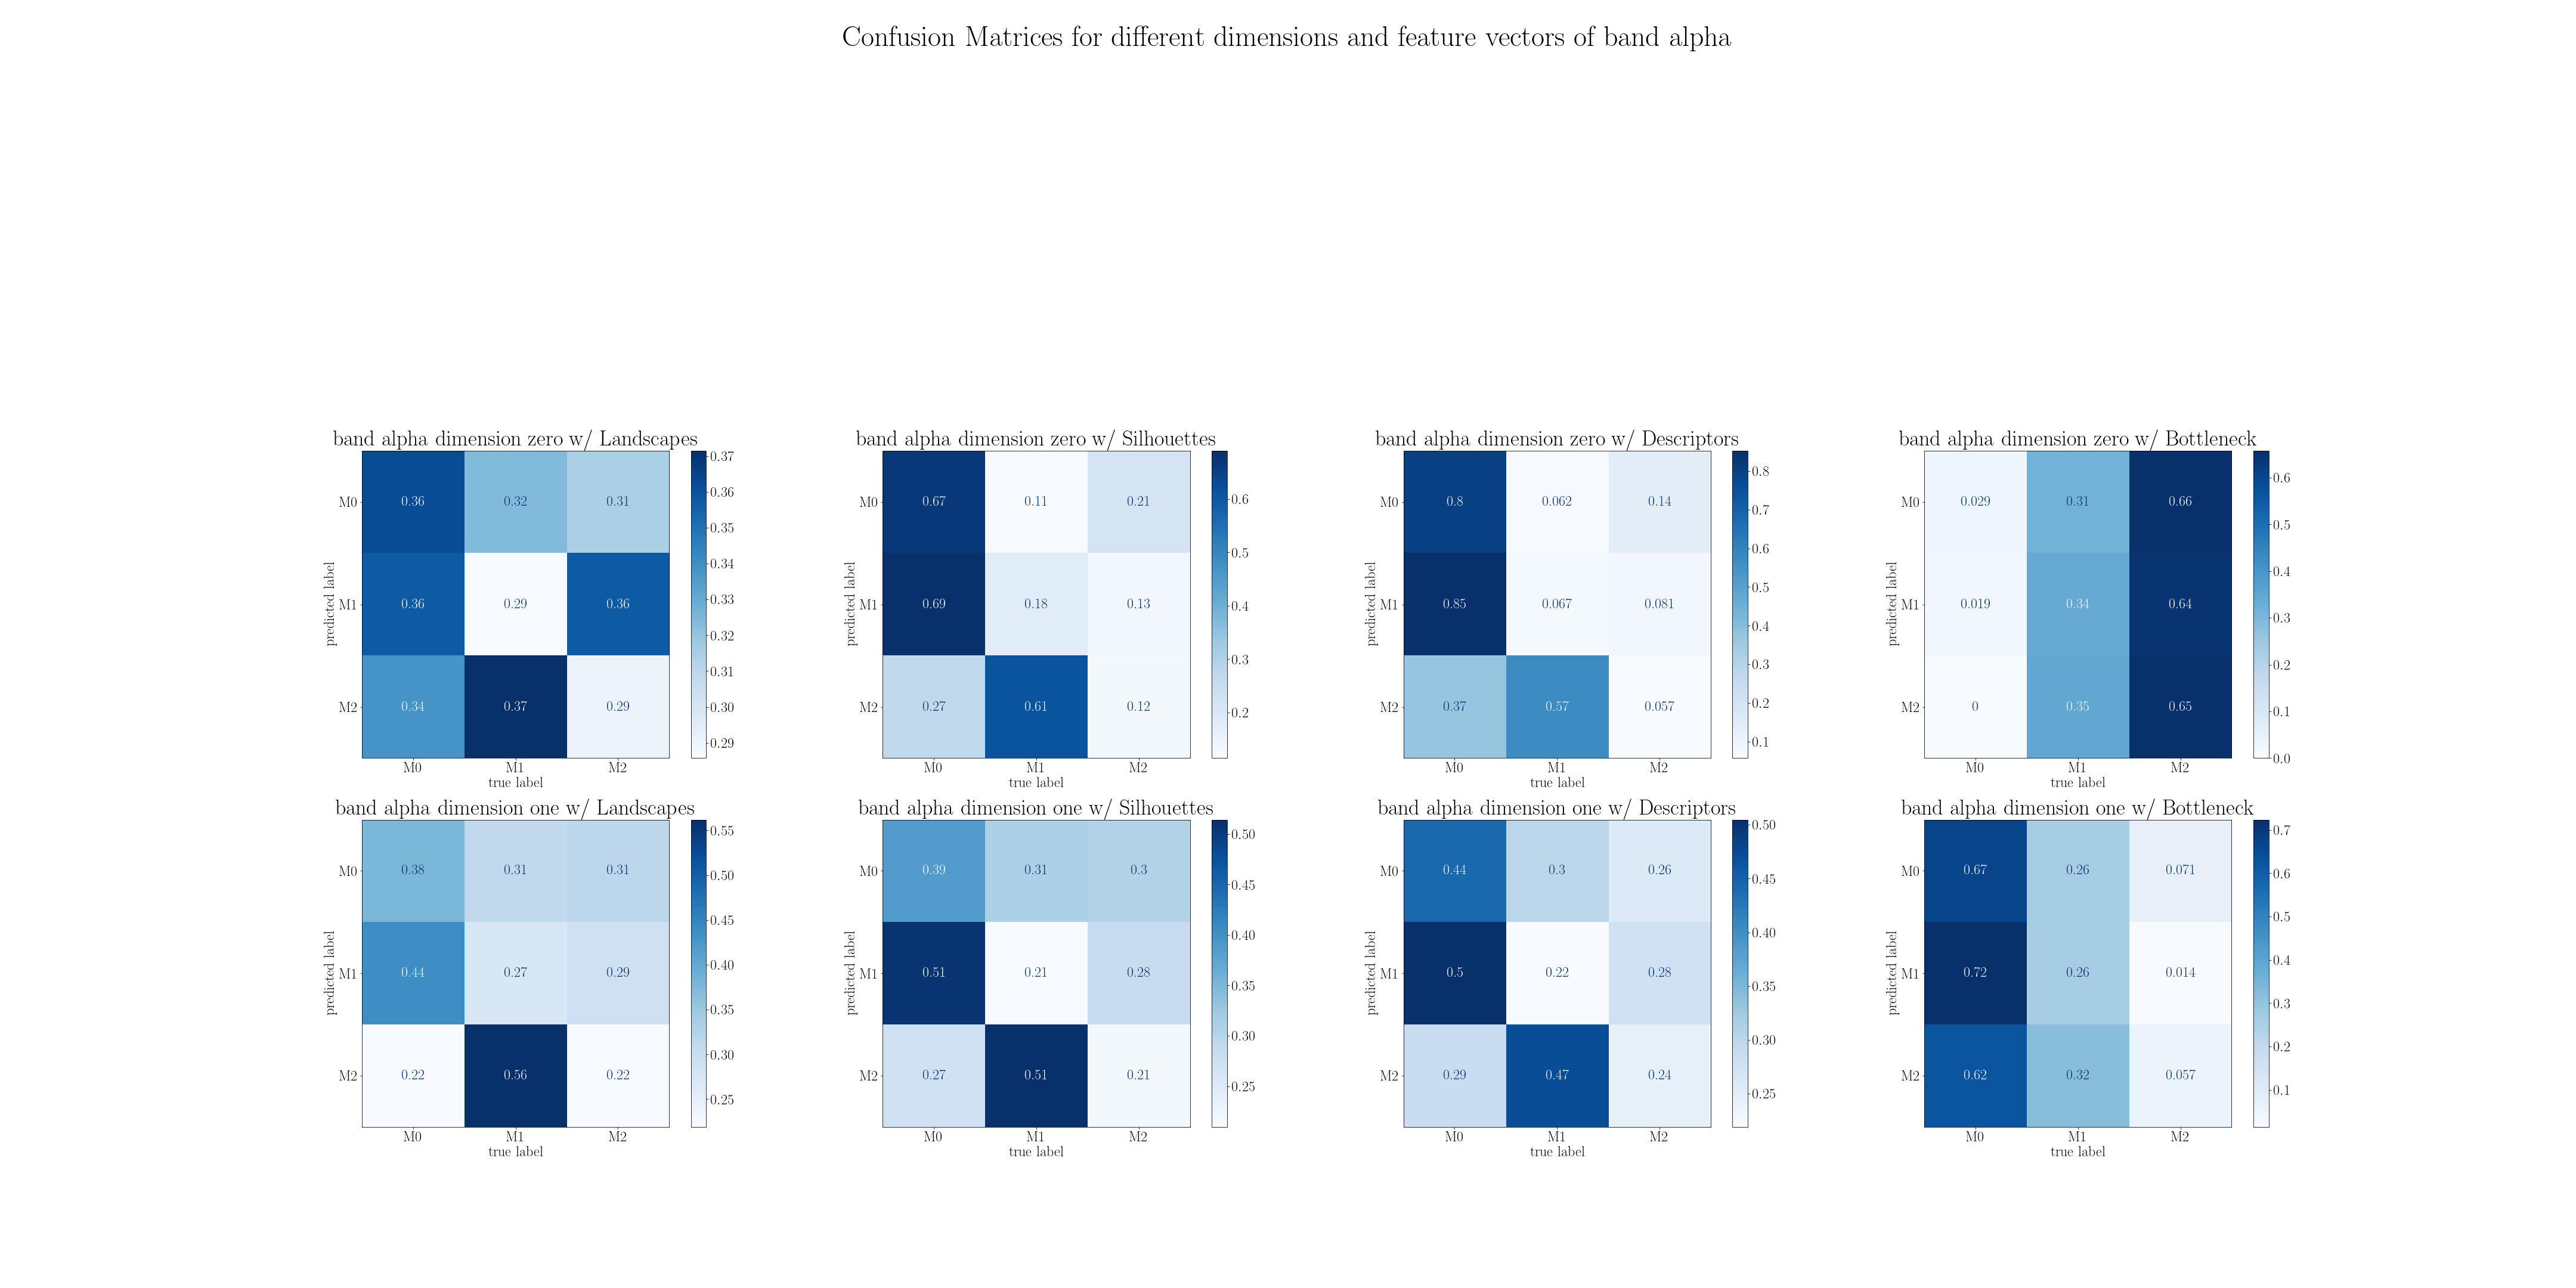 Confusion Matrices for different dimensions and feature vectors of band alpha
band alpha dimension zero w/ Landscapes
predicted label
M0 0.36 0.32 0.31
M1 0.36 0.29 0.36
M2 0.34 0.37 0.29
M0 M1 M2
true label
0.37
0.36
0.35
0.34
0.33
0.32
0.31
0.30
0.29
band alpha dimension zero w/ Silhouettes
predicted label
M0 0.67 0.11 0.21
M1 0.69 0.18 0.13
M2 0.27 0.61 0.12
M0 M1 M2
true label
0.6
0.5
0.4
0.3
0.2
band alpha dimension zero w/ Descriptors
predicted label
M0 0.8 0.062 0.14
M1 0.85 0.067 0.081
M2 0.37 0.57 0.057
M0 M1 M2
true label
0.8
0.7
0.6
0.5
0.4
0.3
0.2
0.1
band alpha dimension zero w/ Bottleneck
predicted label
M0 0.029 0.31 0.66
M1 0.019 0.34 0.64
M2 0 0.35 0.65
M0 M1 M2
true label
0.6
0.5
0.4
0.3
0.2
0.1
0.0
band alpha dimension one w/ Landscapes
predicted label
M0 0.38 0.31 0.31
M1 0.44 0.27 0.29
M2 0.22 0.56 0.22
M0 M1 M2
true label
0.55
0.50
0.45
0.40
0.35
0.30
0.25
band alpha dimension one w/ Silhouettes
predicted label
M0 0.39 0.31 0.3
M1 0.51 0.21 0.28
M2 0.27 0.51 0.21
M0 M1 M2
true label
0.50
0.45
0.40
0.35
0.30
0.25
band alpha dimension one w/ Descriptors
predicted label
M0 0.44 0.3 0.26
M1 0.5 0.22 0.28
M2 0.29 0.47 0.24
M0 M1 M2
true label
0.50
0.45
0.40
0.35
0.30
0.25
band alpha dimension one w/ Bottleneck
predicted label
M0 0.67 0.26 0.071
M1 0.72 0.26 0.014
M2 0.62 0.32 0.057
M0 M1 M2
true label
0.7
0.6
0.5
0.4
0.3
0.2
0.1